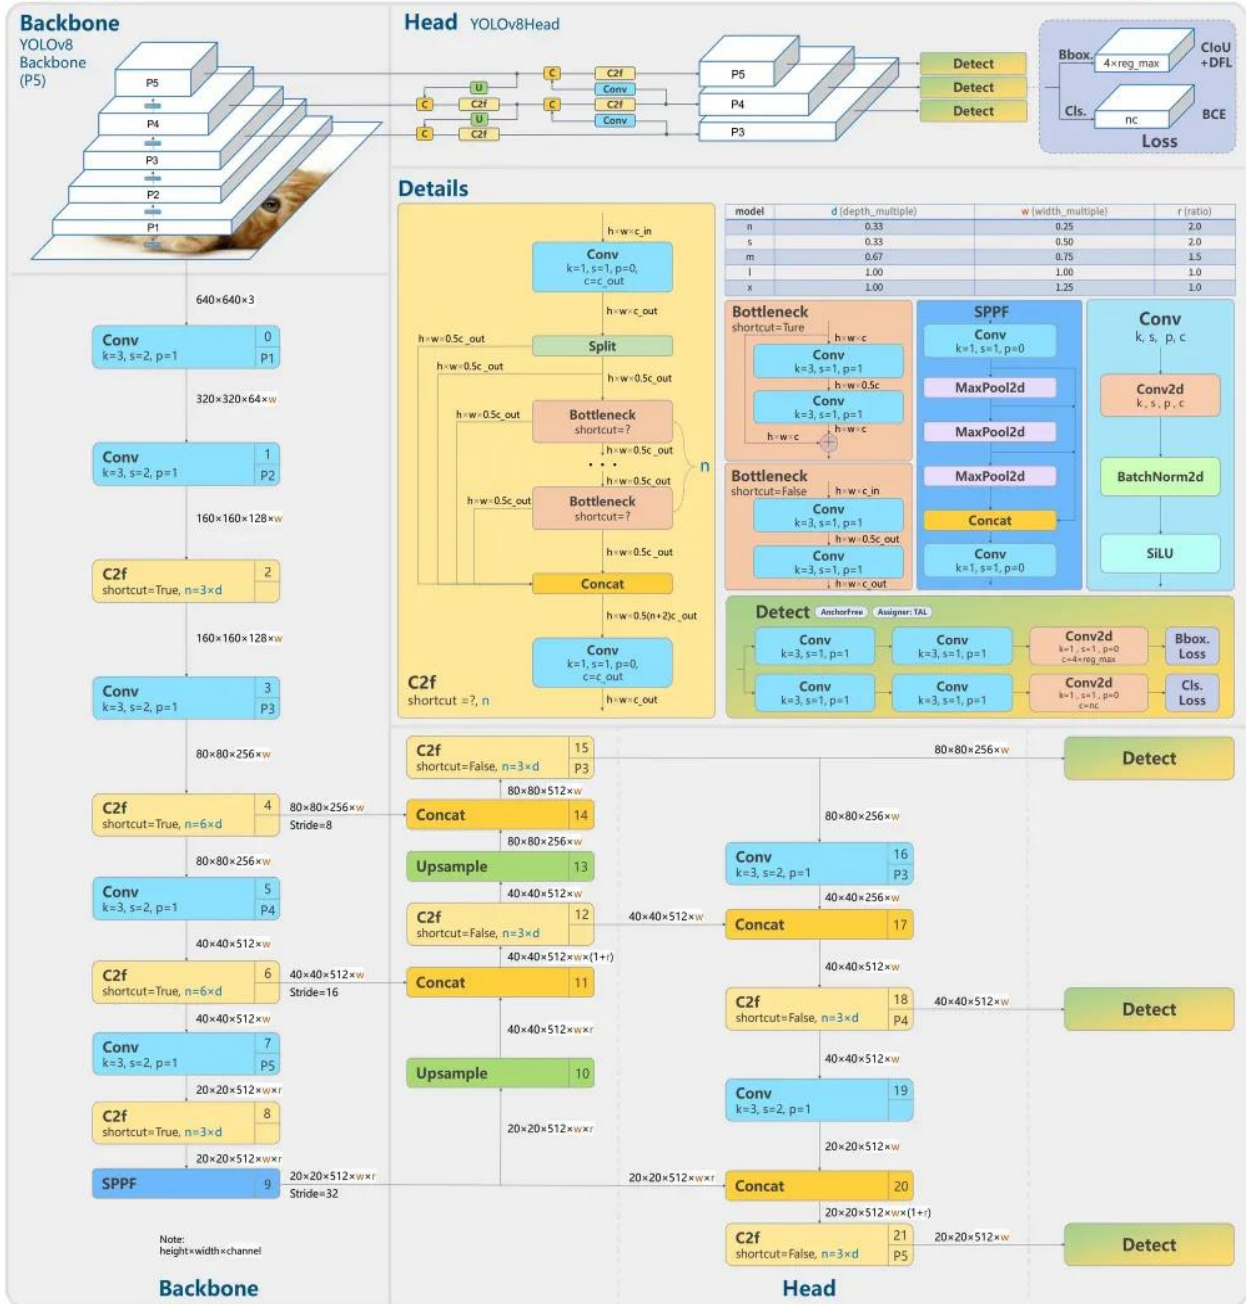 Backbone
YOLOv8
Backbone
(P5)
P5
P4
P3
P2
P1
Head YOLOv8Head
C
C2f
U
Conv
C
C2f
C
C2f
U
Conv
C
C2f
P5
P4
P3
Detect
Detect
Detect
Bbox.
4×reg_max
CIoU
+DFL
Cls.
nc
BCE
Loss
640×640×3
Conv
k=3, s=2, p=1
0
P1
320×320×64×w
Conv
k=3, s=2, p=1
1
P2
160×160×128×w
C2f
shortcut=True, n=3×d
2
160×160×128×w
Conv
k=3, s=2, p=1
3
P3
80×80×256×w
C2f
shortcut=True, n=6×d
4
80×80×256×w
Stride=8
80×80×256×w
Conv
k=3, s=2, p=1
5
P4
40×40×512×w
C2f
shortcut=True, n=6×d
6
40×40×512×w
Stride=16
40×40×512×w
Conv
k=3, s=2, p=1
7
P5
20×20×512×w×r
C2f
shortcut=True, n=3×d
8
20×20×512×w×r
SPPF
9
20×20×512×w×r
Stride=32
Note:
height×width×channel
Backbone
Details
h×w×c_in
Conv
k=1, s=1, p=0,
c=c_out
h×w×c_out
h×w×0.5c_out
Split
h×w×0.5c_out
h×w×0.5c_out
h×w×0.5c_out
Bottleneck
shortcut=?
h×w×0.5c_out
...
n
h×w×0.5c_out
h×w×0.5c_out
Bottleneck
shortcut=?
h×w×0.5c_out
Concat
h×w×0.5(n+2)c_out
Conv
k=1, s=1, p=0,
c=c_out
h×w×c_out
C2f
shortcut =?, n
model d (depth_multiple) w (width_multiple) r (ratio)
n 0.33 0.25 2.0
s 0.33 0.50 2.0
m 0.67 0.75 1.5
l 1.00 1.00 1.0
x 1.00 1.25 1.0
Bottleneck
shortcut=Ture
h×w×c
Conv
k=3, s=1, p=1
h×w×0.5c
Conv
k=3, s=1, p=1
h×w×c
h×w×c
+
Bottleneck
shortcut=False
h×w×c_in
Conv
k=3, s=1, p=1
h×w×0.5c_out
Conv
k=3, s=1, p=1
h×w×c_out
SPPF
Conv
k=1, s=1, p=0
MaxPool2d
MaxPool2d
MaxPool2d
Concat
Conv
k=1, s=1, p=0
Conv
k, s, p, c
Conv2d
k, s, p, c
BatchNorm2d
SiLU
Detect AnchorFree Assigner: TAL
Conv
k=3, s=1, p=1
Conv
k=3, s=1, p=1
Conv2d
k=1, s=1, p=0
c=4×reg_max
Bbox.
Loss
Conv
k=3, s=1, p=1
Conv
k=3, s=1, p=1
Conv2d
k=1, s=1, p=0
c=nc
Cls.
Loss
C2f
shortcut=False, n=3×d
15
P3
80×80×256×w
Detect
80×80×512×w
Concat
14
80×80×256×w
Upsample
13
40×40×512×w
C2f
shortcut=False, n=3×d
12
40×40×512×w
40×40×512×w×(1+r)
Concat
11
40×40×512×w×r
Upsample
10
20×20×512×w×r
80×80×256×w
Conv
k=3, s=2, p=1
16
P3
40×40×256×w
Concat
17
40×40×512×w
C2f
shortcut=False, n=3×d
18
P4
40×40×512×w
Detect
40×40×512×w
Conv
k=3, s=2, p=1
19
20×20×512×w
20×20×512×w×r
Concat
20
20×20×512×w×(1+r)
C2f
shortcut=False, n=3×d
21
P5
20×20×512×w
Detect
Head